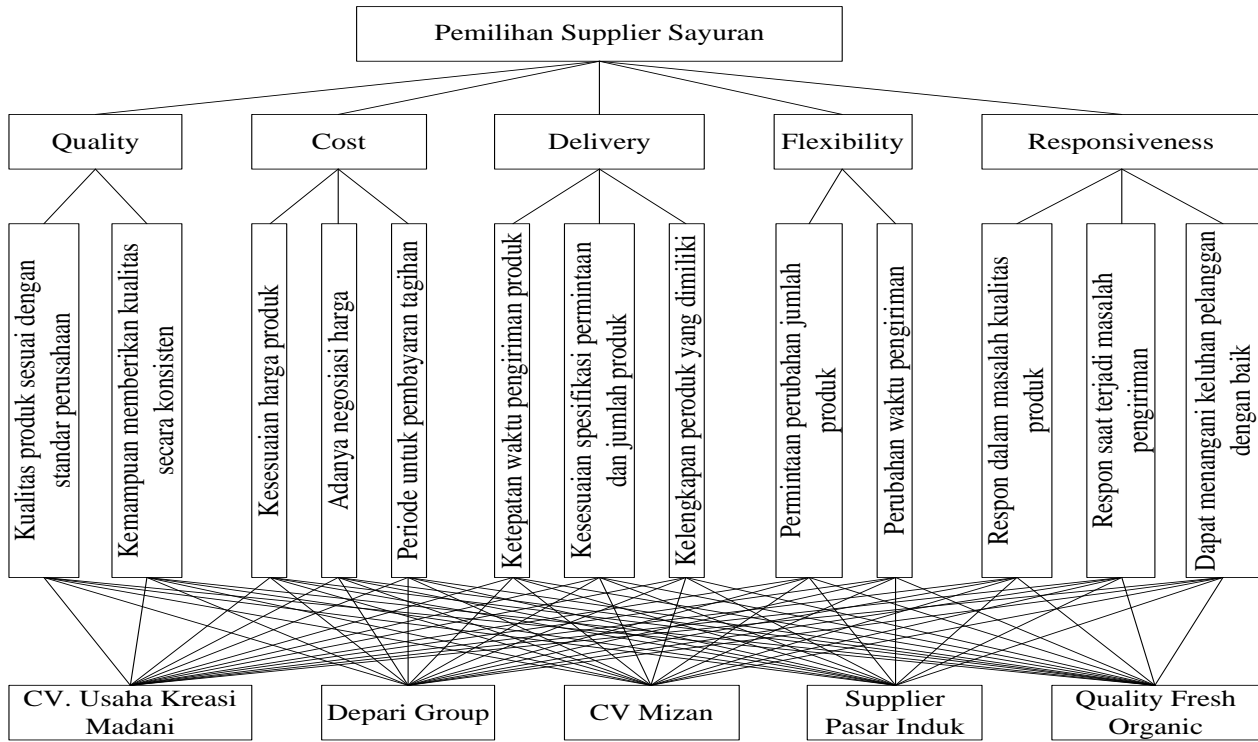 Pemilihan Supplier Sayuran
Quality
Cost
Delivery
Flexibility
Responsiveness
Kualitas produk sesuai dengan
standar perusahaan
Kemampuan memberikan kualitas
secara konsisten
Kesesuaian harga produk
Adanya negosiasi harga
Periode untuk pembayaran tagihan
Ketepatan waktu pengiriman produk
Kesesuaian spesifikasi permintaan
dan jumlah produk
Kelengkapan peroduk yang dimiliki
Permintaan perubahan jumlah
produk
Perubahan waktu pengiriman
Respon dalam masalah kualitas
produk
Respon saat terjadi masalah
pengiriman
Dapat menangani keluhan pelanggan
dengan baik
CV. Usaha Kreasi
Madani
Depari Group
CV Mizan
Supplier
Pasar Induk
Quality Fresh
Organic